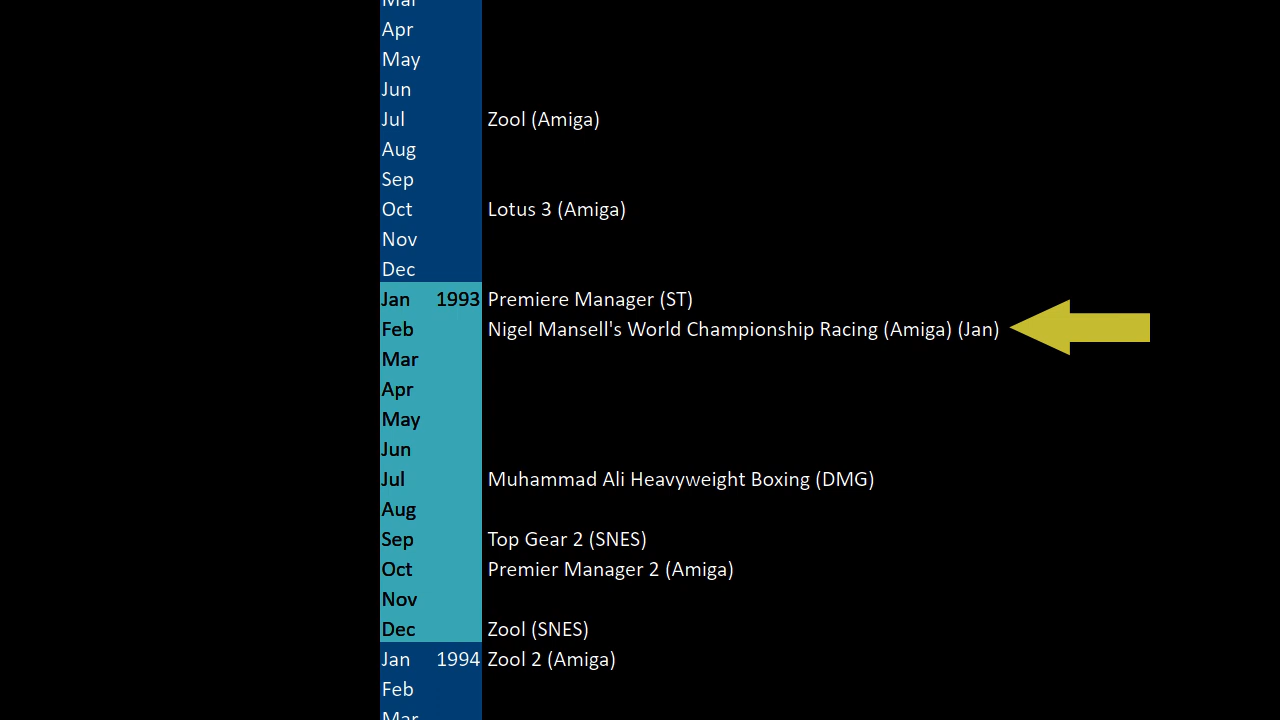 Mar
Apr
May
Jun
Jul Zool (Amiga)
Aug
Sep
Oct Lotus 3 (Amiga)
Nov
Dec
Jan 1993 Premiere Manager (ST)
Feb Nigel Mansell's World Championship Racing (Amiga) (Jan)
Mar
Apr
May
Jun
Jul Muhammad Ali Heavyweight Boxing (DMG)
Aug
Sep Top Gear 2 (SNES)
Oct Premier Manager 2 (Amiga)
Nov
Dec Zool (SNES)
Jan 1994 Zool 2 (Amiga)
Feb
Mar